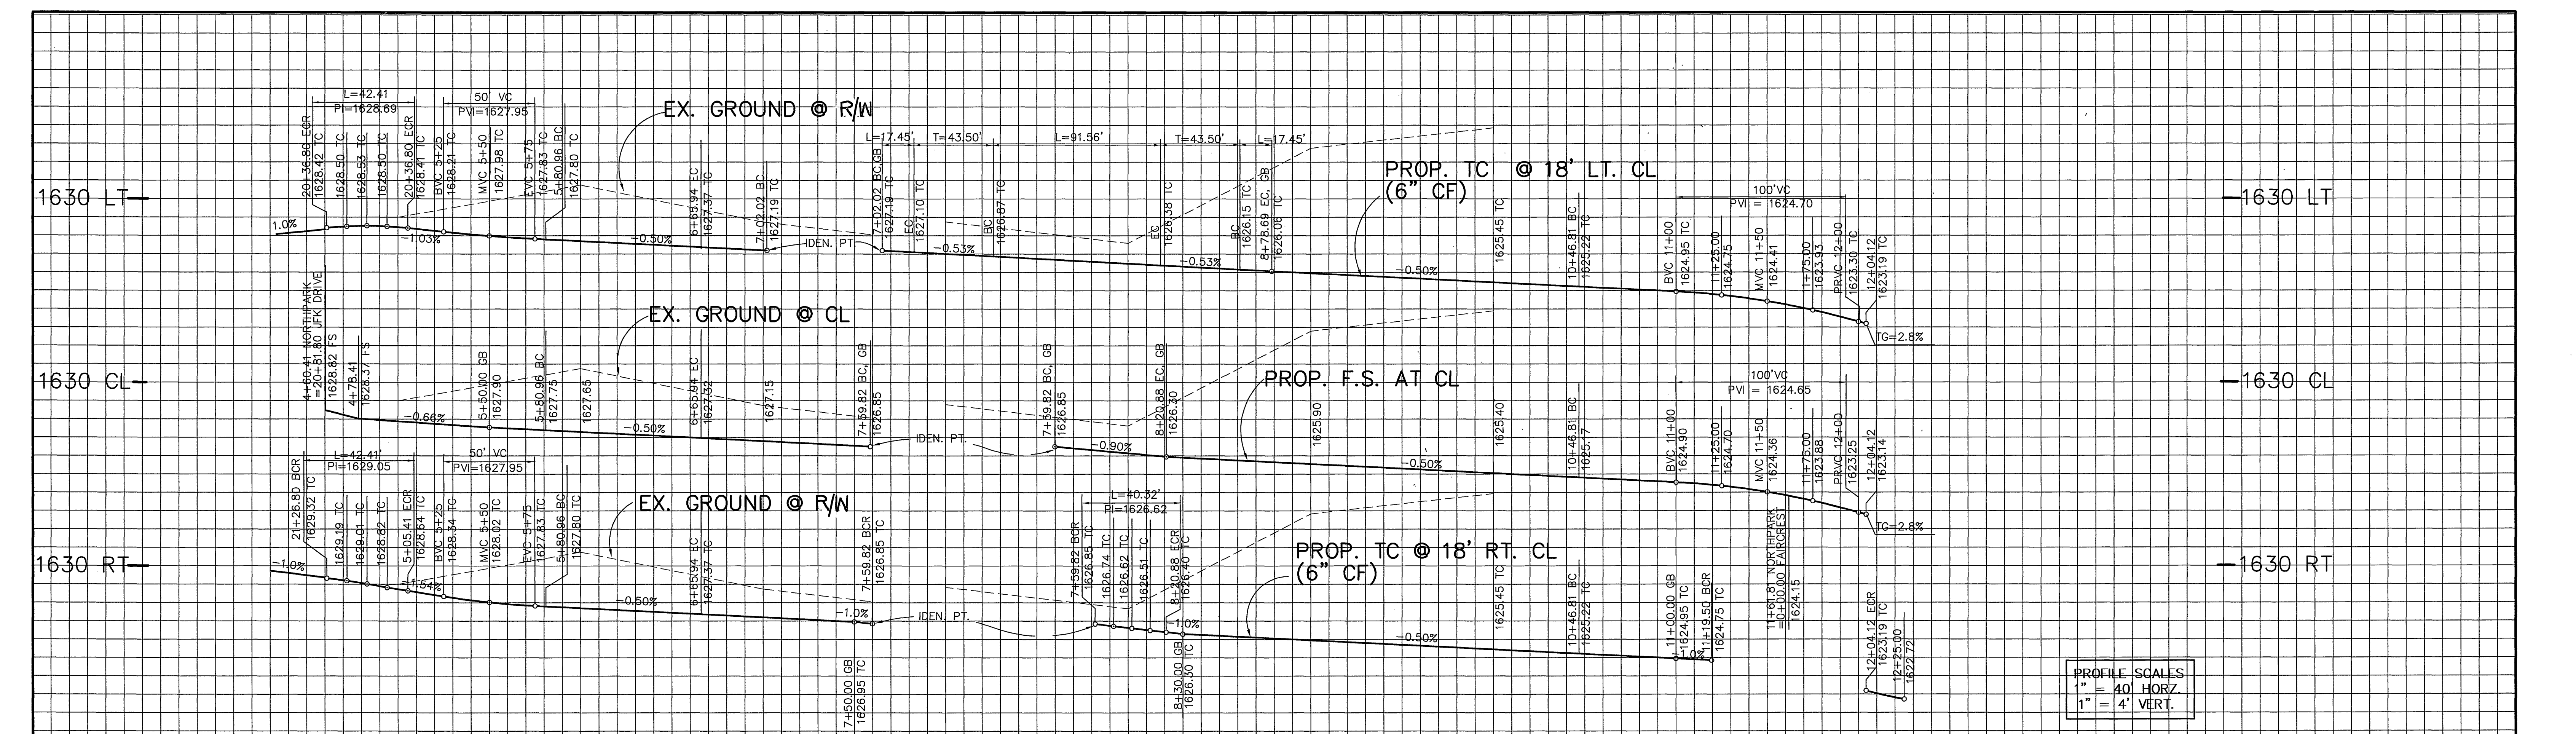 L=42.41
PI=1628.69
50' VC
PVI=1627.95
EX. GROUND @ R/W
20+36.80 ECR
1628.42 TC
1628.50 TC
1628.53 TC
1628.50 TC
20+36.80 ECR
1628.41 TC
BVC 5+25
1628.21 TC
MVC 5+50
1627.98 TC
EVC 5+75
1627.83 TC
5+80.96 BC
1627.80 TC
6+65.94 EC
1627.37 TC
7+02.02 BC
1627.19 TC
L=17.45'
T=43.50'
L=91.56'
T=43.50'
L=17.45'
7+02.02 BC,GB
1627.19 TC
EC
1627.10 TC
BC
1626.87 TC
EC
1626.38 TC
BC
1626.15 TC
8+78.69 EC, GB
1626.06 TC
PROP. TC @ 18' LT. CL
(6" CF)
1625.45 TC
10+46.81 BC
1625.22 TC
100'VC
PVI = 1624.70
BVC 11+00
1624.95 TC
11+25.00
1624.75
MVC 11+50
1624.41
11+75.00
1623.93
PRVC 12+00
1623.30 TC
12+04.12
1623.19 TC
1630 LT
1630 LT
1.0%
-1.03%
-0.50%
IDEN. PT.
-0.53%
-0.53%
-0.50%
TG=2.8%
EX. GROUND @ CL
4+60.41 NORTHPARK
=20+81.80 JFK DRIVE
1628.82 FS
4+78.41
1628.37 FS
5+50.00 GB
1627.90
5+80.96 BC
1627.75
1627.65
6+65.94 EC
1627.32
1627.15
7+59.82 BC, GB
1626.85
7+59.82 BC, GB
1626.85
8+20.88 EC, GB
1626.30
PROP. F.S. AT CL
1625.90
1625.40
10+46.81 BC
1625.17
100'VC
PVI = 1624.65
BVC 11+00
1624.90
11+25.00
1624.70
MVC 11+50
1624.36
11+75.00
1623.88
PRVC 12+00
1623.25
12+04.12
1623.14
1630 CL
1630 CL
-0.66%
-0.50%
IDEN. PT.
-0.90%
-0.50%
TG=2.8%
L=42.41'
PI=1629.05
50' VC
PVI=1627.95
EX. GROUND @ R/W
21+26.80 BCR
1629.32 TC
1629.19 TC
1629.01 TC
1628.82 TC
5+05.41 ECR
1628.64 TC
BVC 5+25
1628.34 TC
MVC 5+50
1628.02 TC
EVC 5+75
1627.83 TC
5+80.96 BC
1627.80 TC
6+65.94 EC
1627.37 TC
7+59.82 BCR
1626.85 TC
L=40.32'
PI=1626.62
7+59.82 BCR
1626.85 TC
1626.74 TC
1626.62 TC
1626.51 TC
8+20.88 ECR
1626.40 TC
PROP. TC @ 18' RT. CL
(6" CF)
1625.45 TC
10+46.81 BC
1625.22 TC
11+00.00 GB
1624.95 TC
11+19.50 BCR
1624.75 TC
11+61.81 NORTHPARK
=10+00.00 FAIRCREST
1624.15
12+04.12 ECR
1623.19 TC
12+25.00
1622.72
1630 RT
1630 RT
-1.0%
-1.54%
-0.50%
-1.0%
IDEN. PT.
-1.0%
-0.50%
-1.0%
7+50.00 GB
1626.95 TC
8+30.00 GB
1626.30 TC
PROFILE SCALES
1" = 40' HORZ.
1" = 4' VERT.